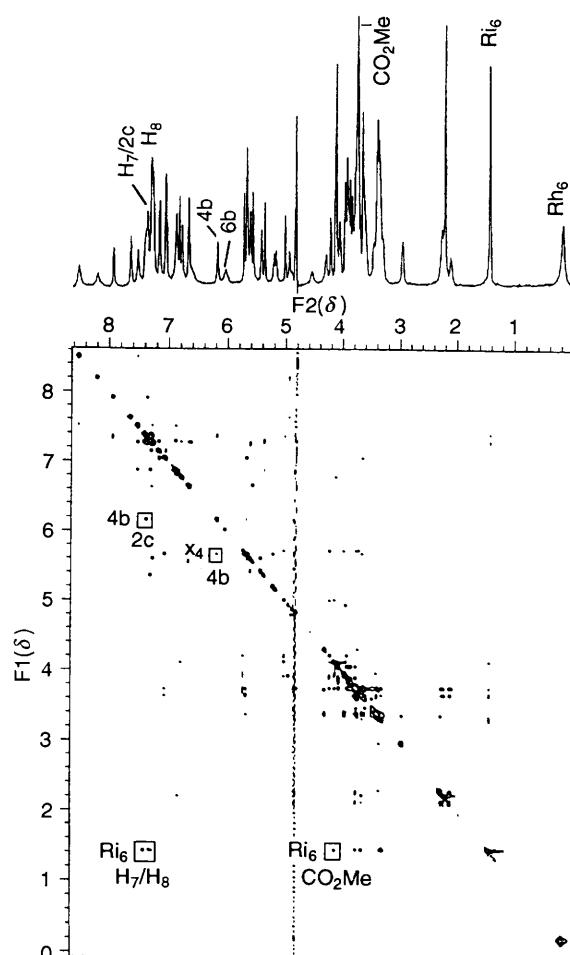 H7/2c
H8
4b
6b
CO2Me
Ri6
Rh6
F2(δ)
8 7 6 5 4 3 2 1
F1(δ)
8
7
6
5
4
3
2
1
0
4b
2c
x4
4b
Ri6
H7/H8
Ri6
CO2Me